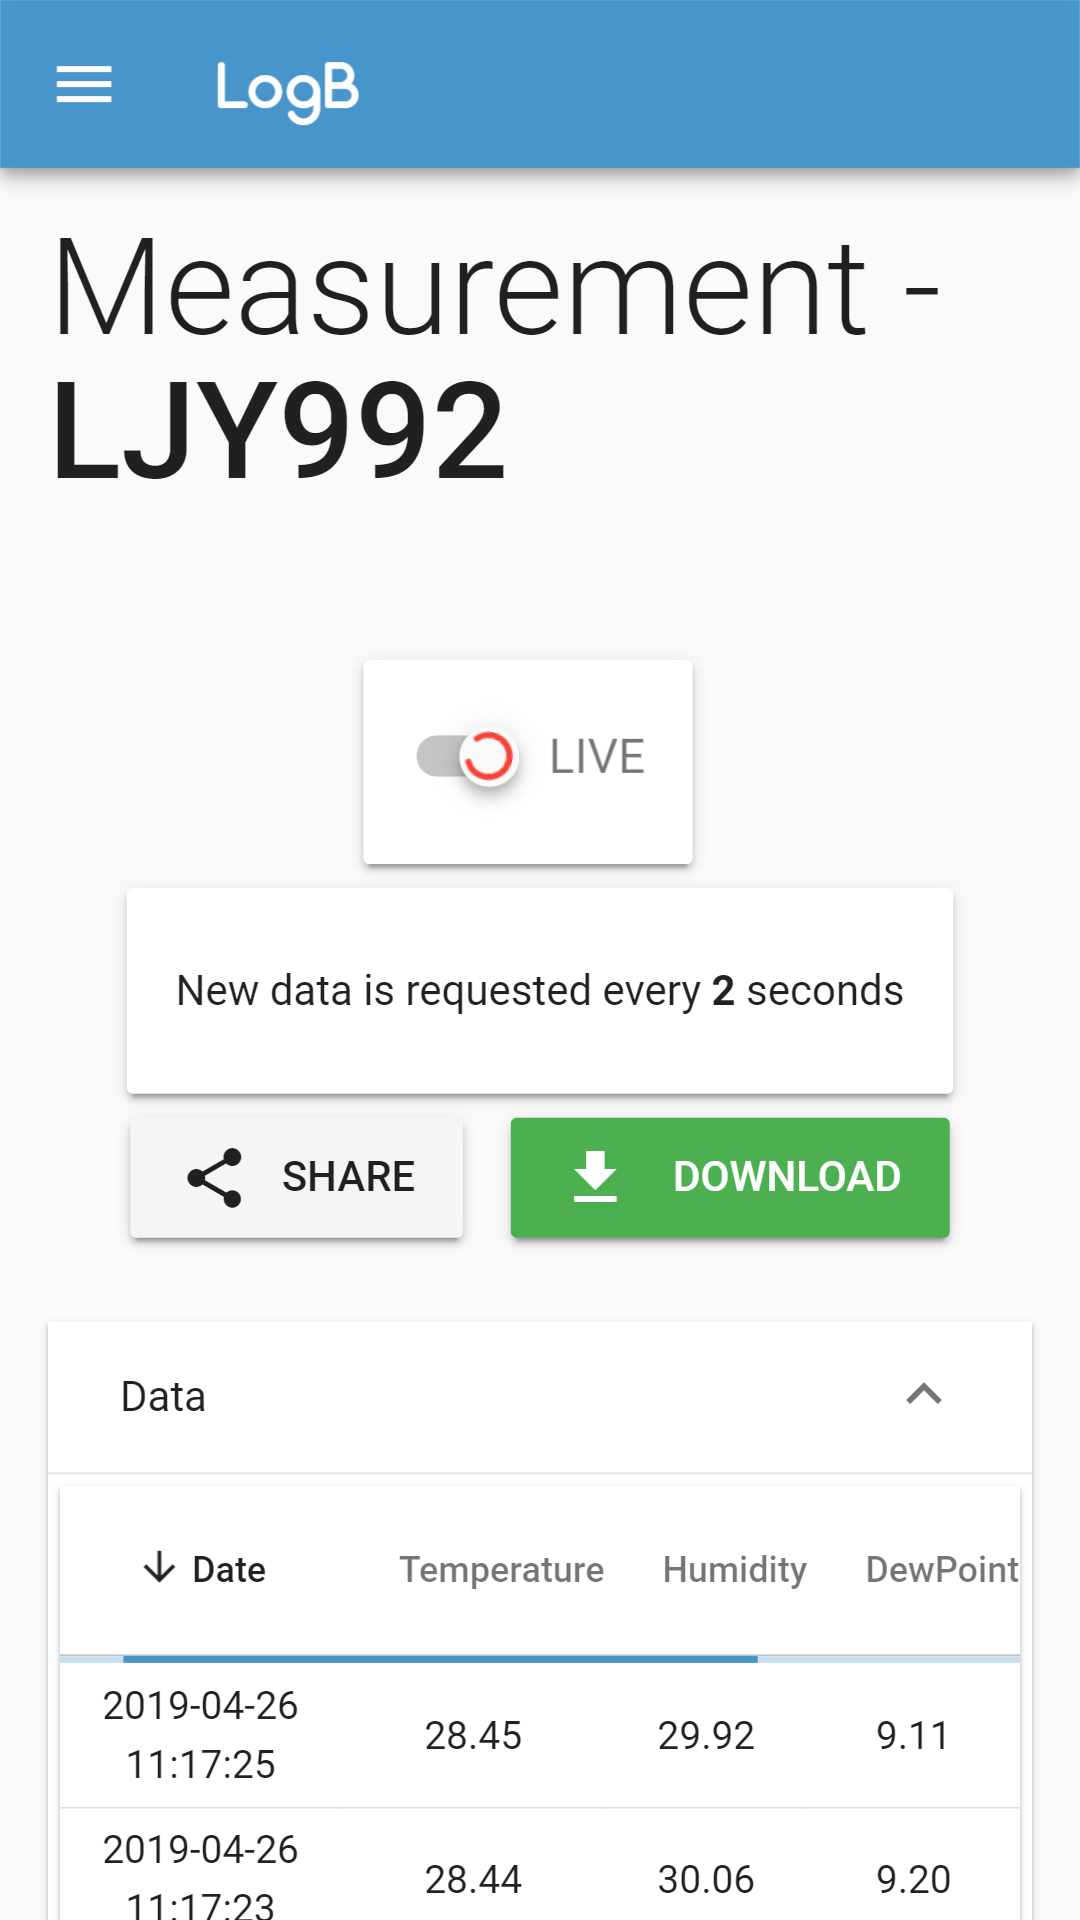 LogB
Measurement -
LJY992
LIVE
New data is requested every 2 seconds
SHARE DOWNLOAD
Data
Date Temperature Humidity DewPoint
2019-04-26
11:17:25 28.45 29.92 9.11
2019-04-26
11:17:23 28.44 30.06 9.20